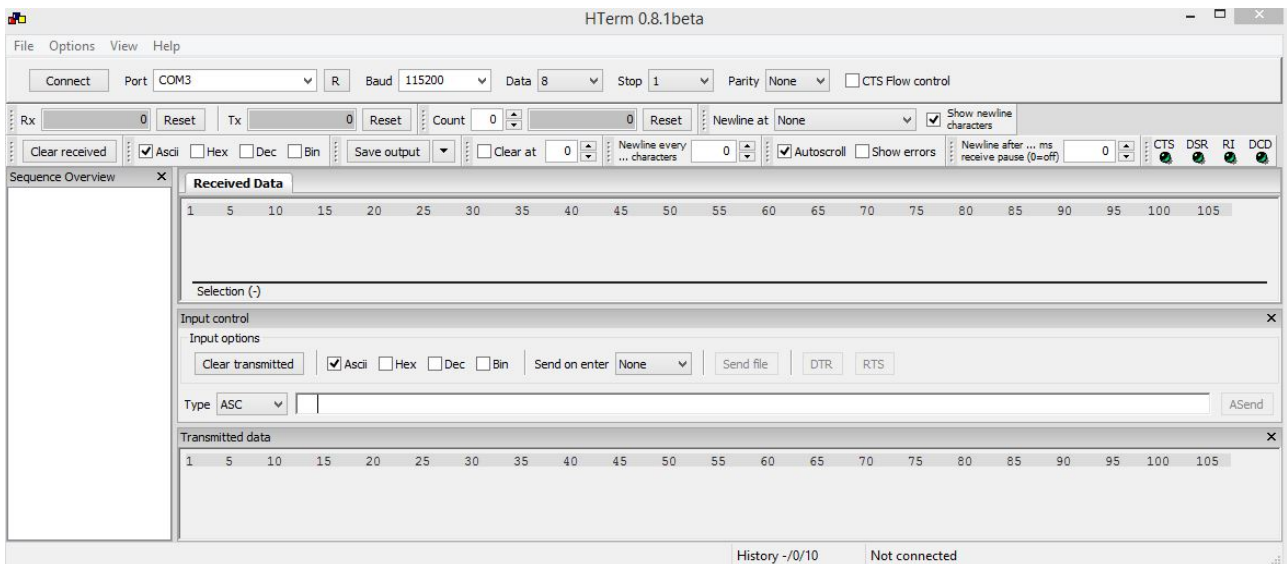 HTerm 0.8.1beta
File Options View Help
Connect Port COM3 R Baud 115200 Data 8 Stop 1 Parity None CTS Flow control
Rx 0 Reset Tx 0 Reset Count 0 0 Reset Newline at None Show newline
characters
Clear received Ascii Hex Dec Bin Save output Clear at 0 Newline every
... characters 0 Autoscroll Show errors Newline after ... ms
receive pause (0=off) 0 CTS DSR RI DCD
Sequence Overview
Received Data
1 5 10 15 20 25 30 35 40 45 50 55 60 65 70 75 80 85 90 95 100 105
Selection (-)
Input control
Input options
Clear transmitted Ascii Hex Dec Bin Send on enter None Send file DTR RTS
Type ASC ASend
Transmitted data
1 5 10 15 20 25 30 35 40 45 50 55 60 65 70 75 80 85 90 95 100 105
History -/0/10 Not connected